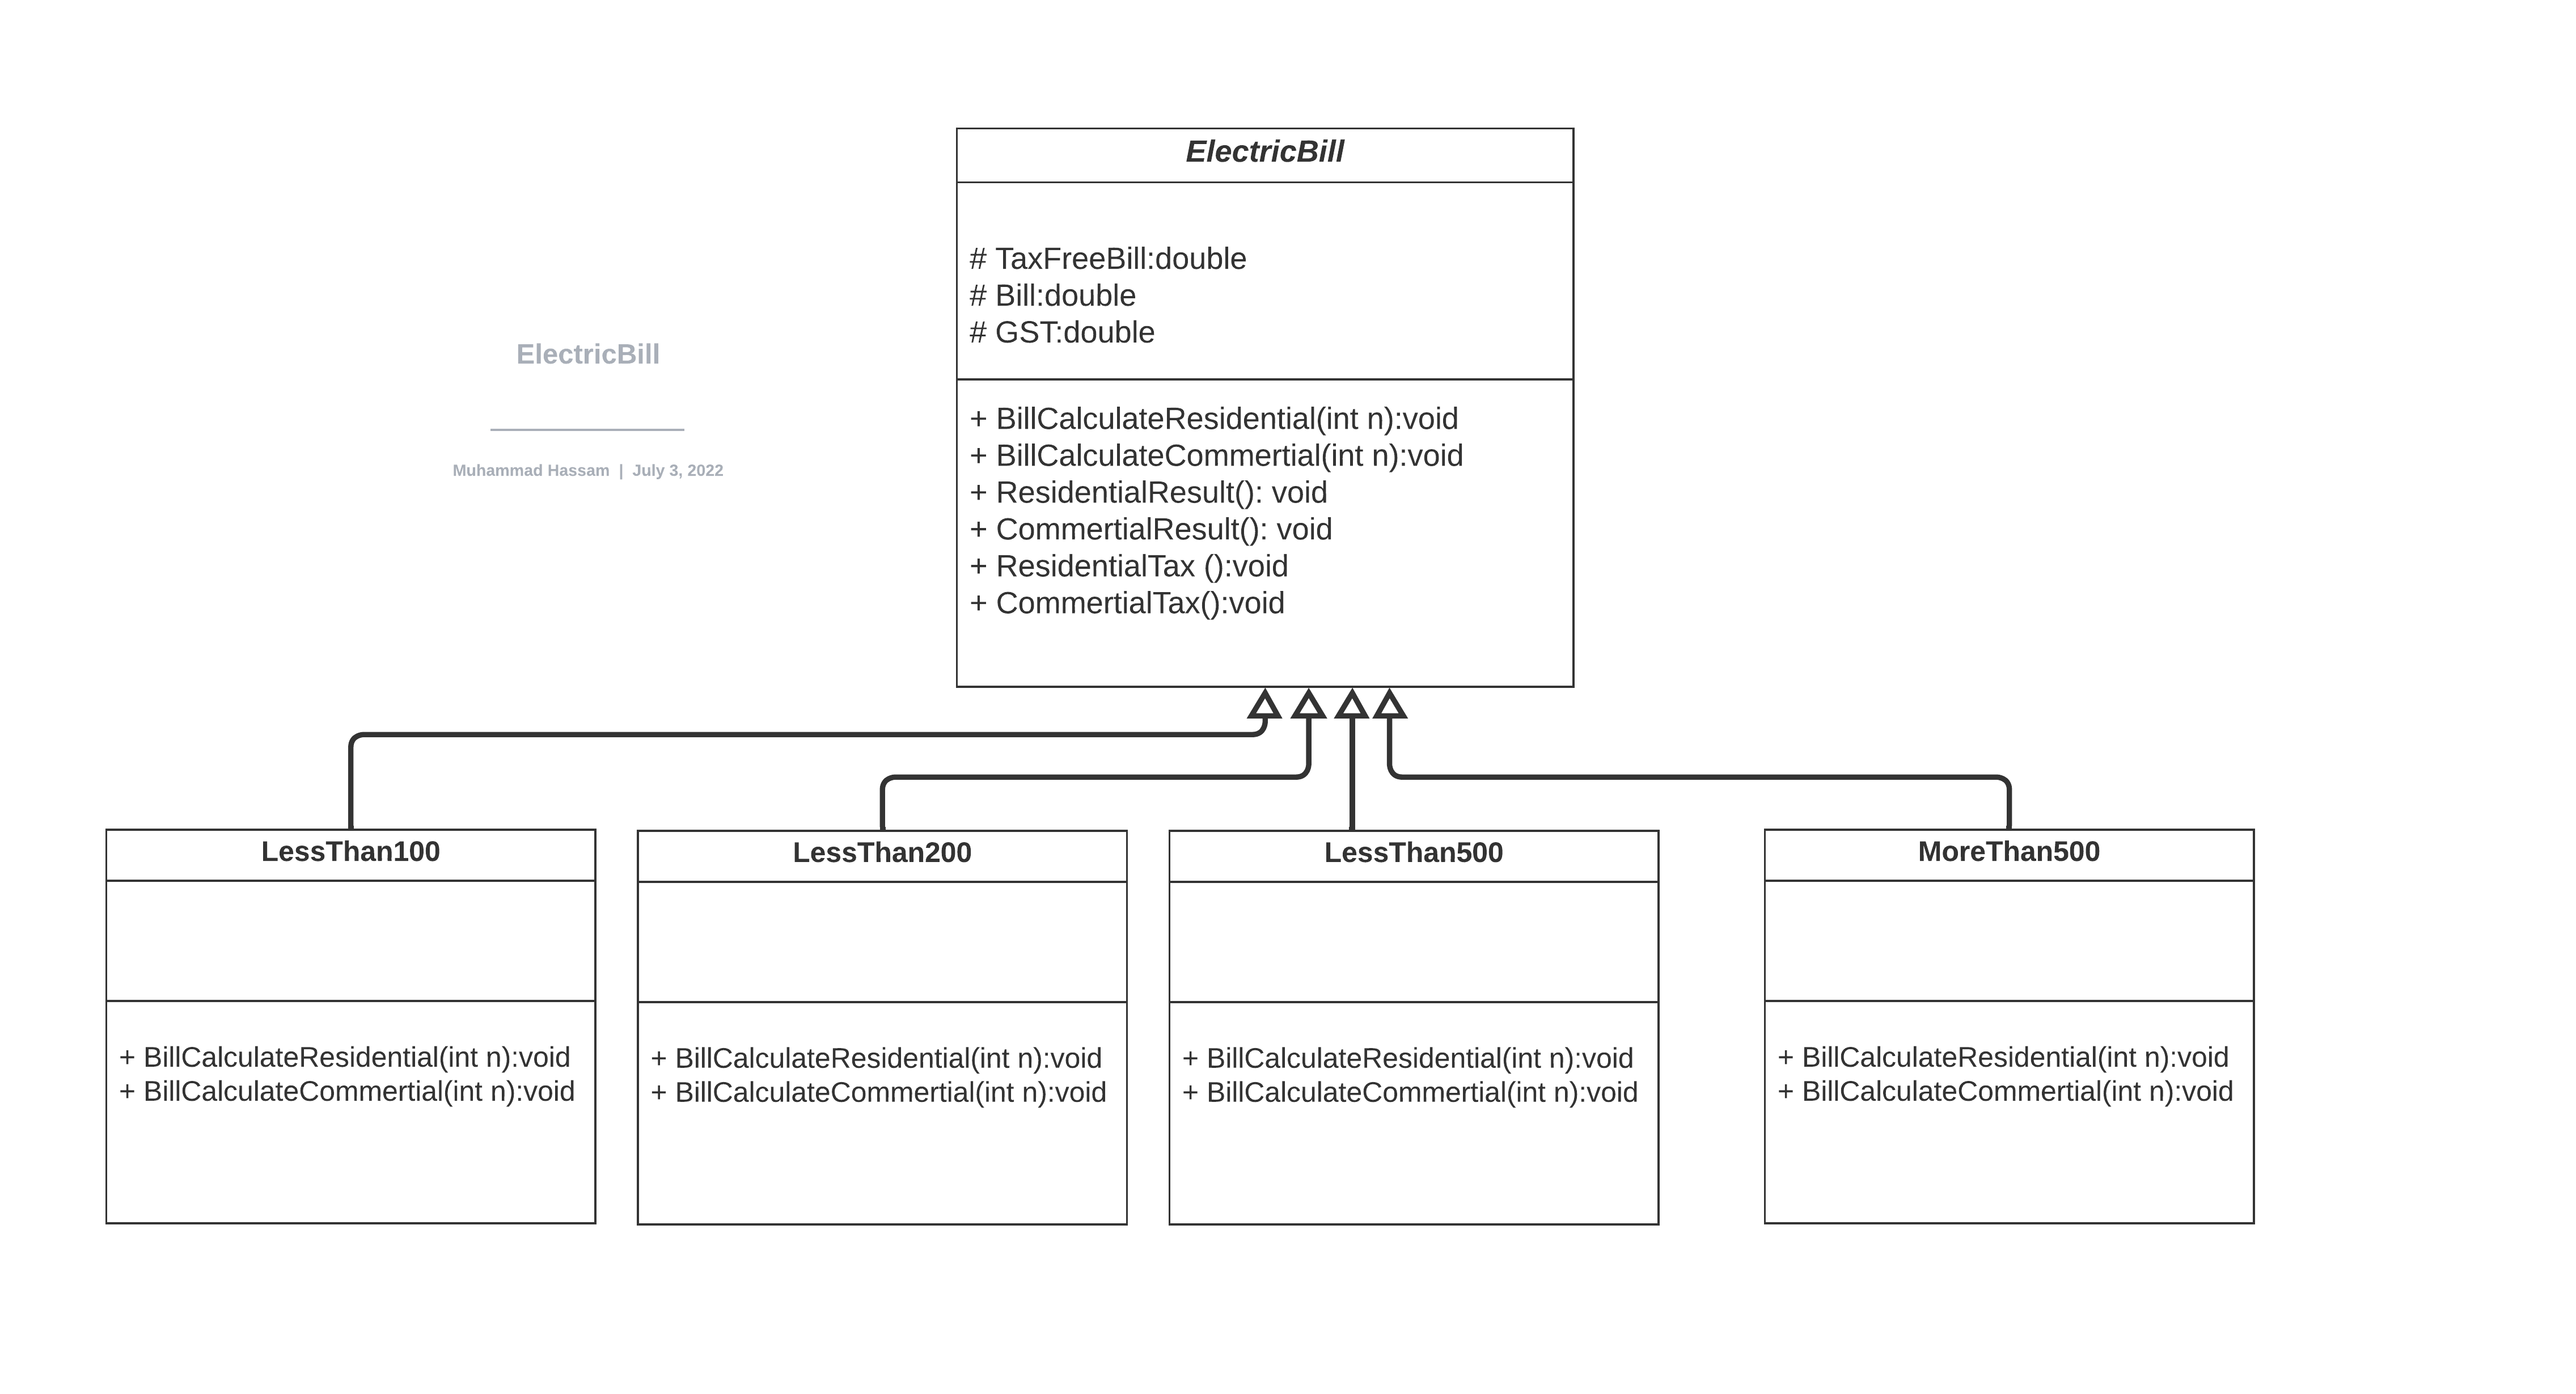 ElectricBill
# TaxFreeBill:double
# Bill:double
# GST:double
+ BillCalculateResidential(int n):void
+ BillCalculateCommertial(int n):void
+ ResidentialResult(): void
+ CommertialResult(): void
+ ResidentialTax ():void
+ CommertialTax():void
ElectricBill
Muhammad Hassam | July 3, 2022
LessThan100
+ BillCalculateResidential(int n):void
+ BillCalculateCommertial(int n):void
LessThan200
+ BillCalculateResidential(int n):void
+ BillCalculateCommertial(int n):void
LessThan500
+ BillCalculateResidential(int n):void
+ BillCalculateCommertial(int n):void
MoreThan500
+ BillCalculateResidential(int n):void
+ BillCalculateCommertial(int n):void